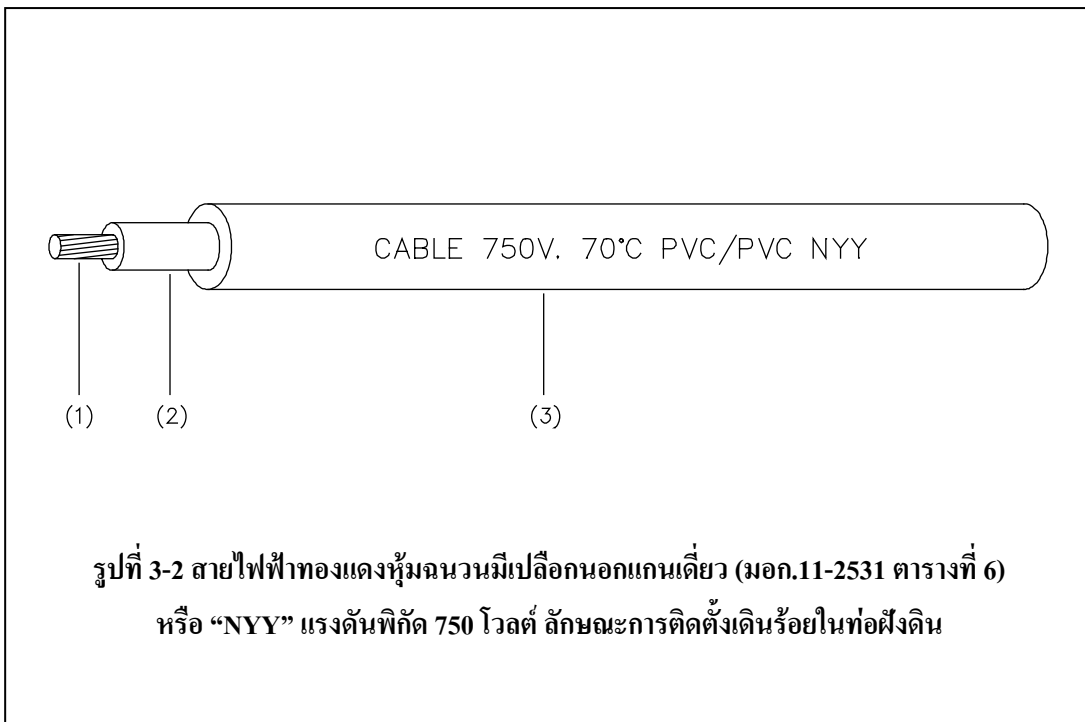 CABLE 750V. 70°C PVC/PVC NYY
(1)
(2)
(3)
รูปที่ 3-2 สายไฟฟ้าทองแดงหุ้มฉนวนมีเปลือกนอกแกนเดี่ยว (มอก.11-2531 ตารางที่ 6)
หรือ “NYY” แรงดันพิกัด 750 โวลต์ ลักษณะการติดตั้งเดินร้อยในท่อฝังดิน